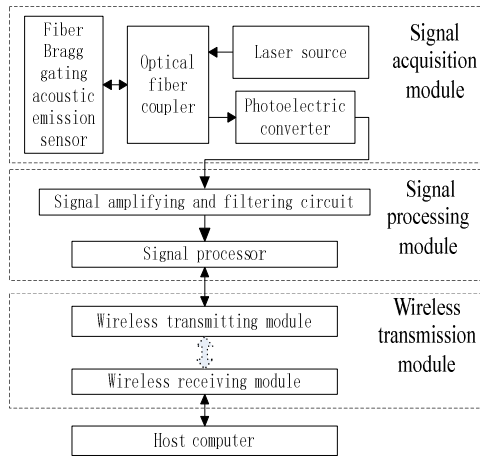 Fiber
Bragg
gating
acoustic
emission
sensor
Optical
fiber
coupler
Laser source
Photoelectric
converter
Signal
acquisition
module
Signal amplifying and filtering circuit
Signal processor
Signal
processing
module
Wireless transmitting module
Wireless receiving module
Wireless
transmission
module
Host computer